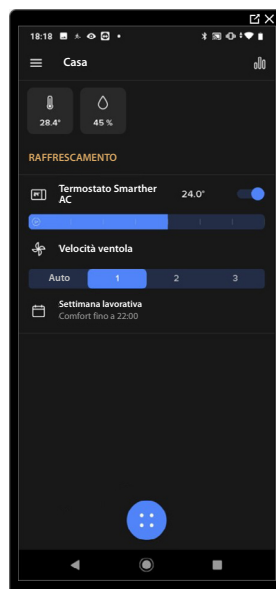 18:18
Casa
28.4° 45 %
RAFFRESCAMENTO
Termostato Smarther
AC
24.0°
Velocità ventola
Auto 1 2 3
Settimana lavorativa
Comfort fino a 22:00